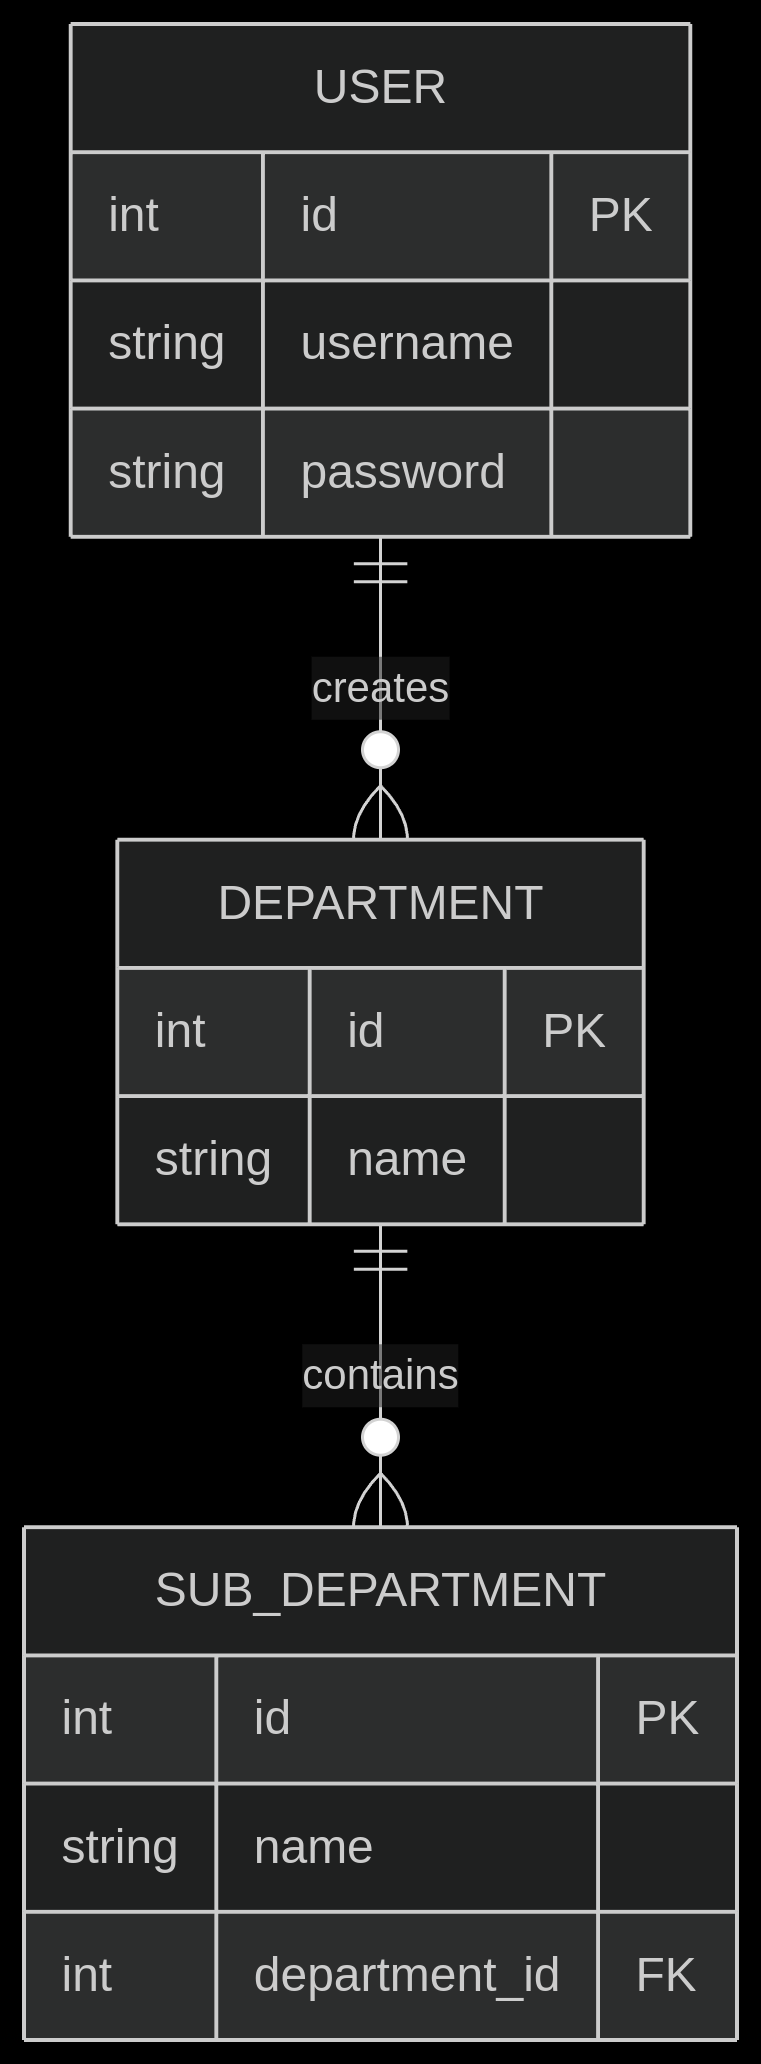 USER
int id PK
string username
string password
creates
DEPARTMENT
int id PK
string name
contains
SUB_DEPARTMENT
int id PK
string name
int department_id FK